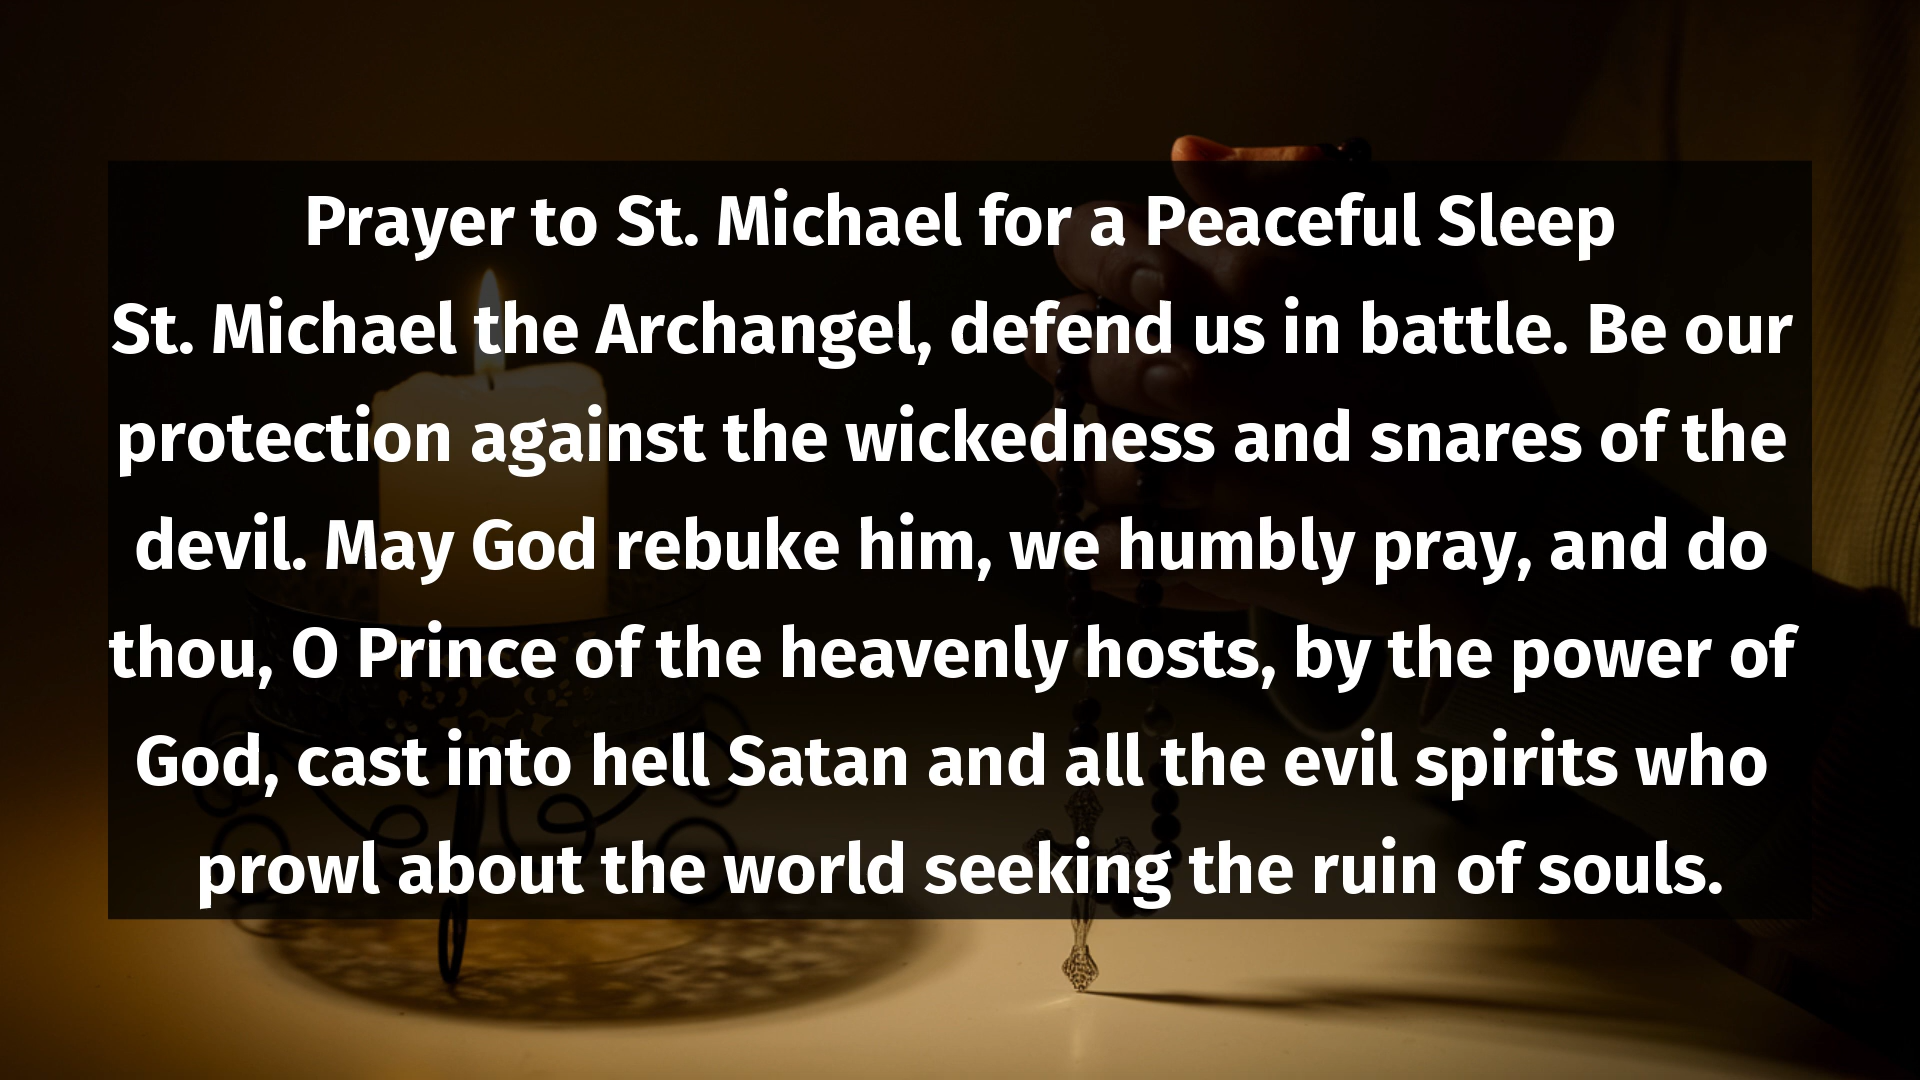 Prayer to St. Michael for a Peaceful Sleep
St. Michael the Archangel, defend us in battle. Be our
protection against the wickedness and snares of the
devil. May God rebuke him, we humbly pray, and do
thou, O Prince of the heavenly hosts, by the power of
God, cast into hell Satan and all the evil spirits who
prowl about the world seeking the ruin of souls.